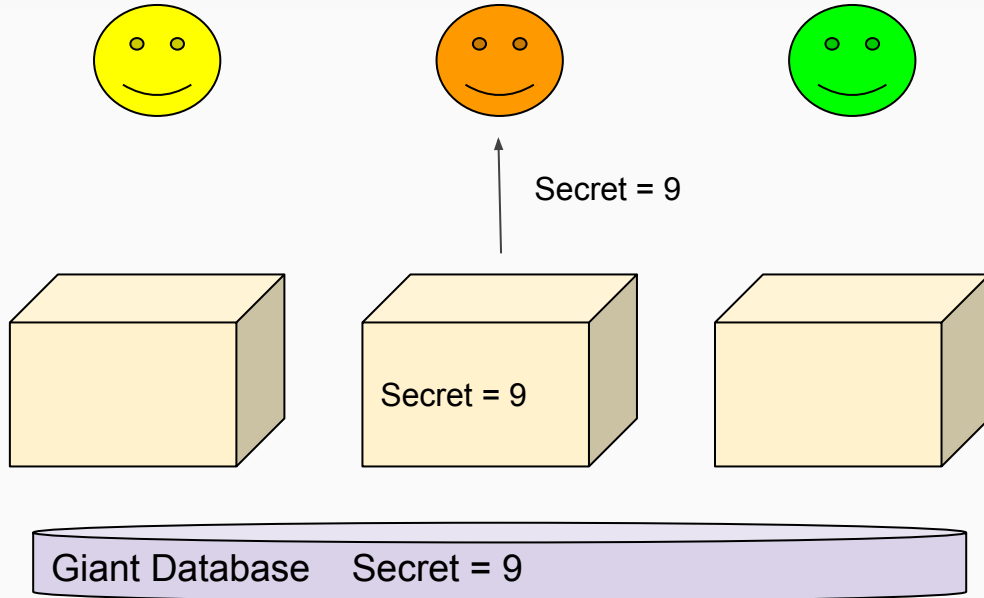 Secret = 9
Secret = 9
Giant Database Secret = 9